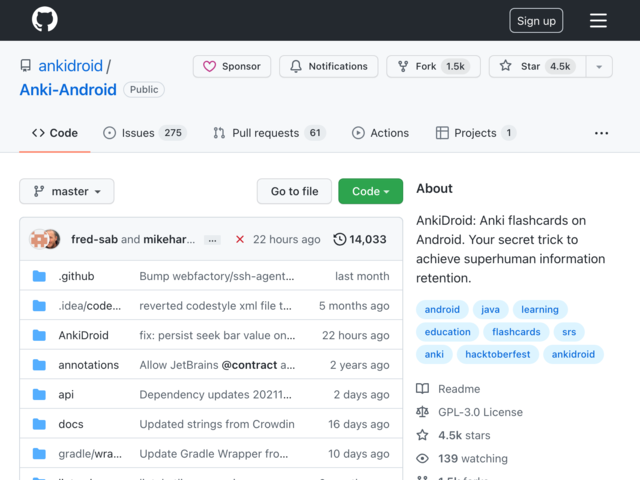 Sign up
ankidroid /
Anki-Android Public
Sponsor
Notifications
Fork 1.5k
Star 4.5k
Code
Issues 275
Pull requests 61
Actions
Projects 1
...
master
Go to file
Code
fred-sab and mikehar... ... 22 hours ago 14,033
.github Bump webfactory/ssh-agent... last month
.idea/code... reverted codestyle xml file t... 5 months ago
AnkiDroid fix: persist seek bar value on... 22 hours ago
annotations Allow JetBrains @contract a... 2 years ago
api Dependency updates 20211... 2 days ago
docs Updated strings from Crowdin 16 days ago
gradle/wra... Update Gradle Wrapper fro... 10 days ago
About
AnkiDroid: Anki flashcards on
Android. Your secret trick to
achieve superhuman information
retention.
android java learning
education flashcards srs
anki hacktoberfest ankidroid
Readme
GPL-3.0 License
4.5k stars
139 watching